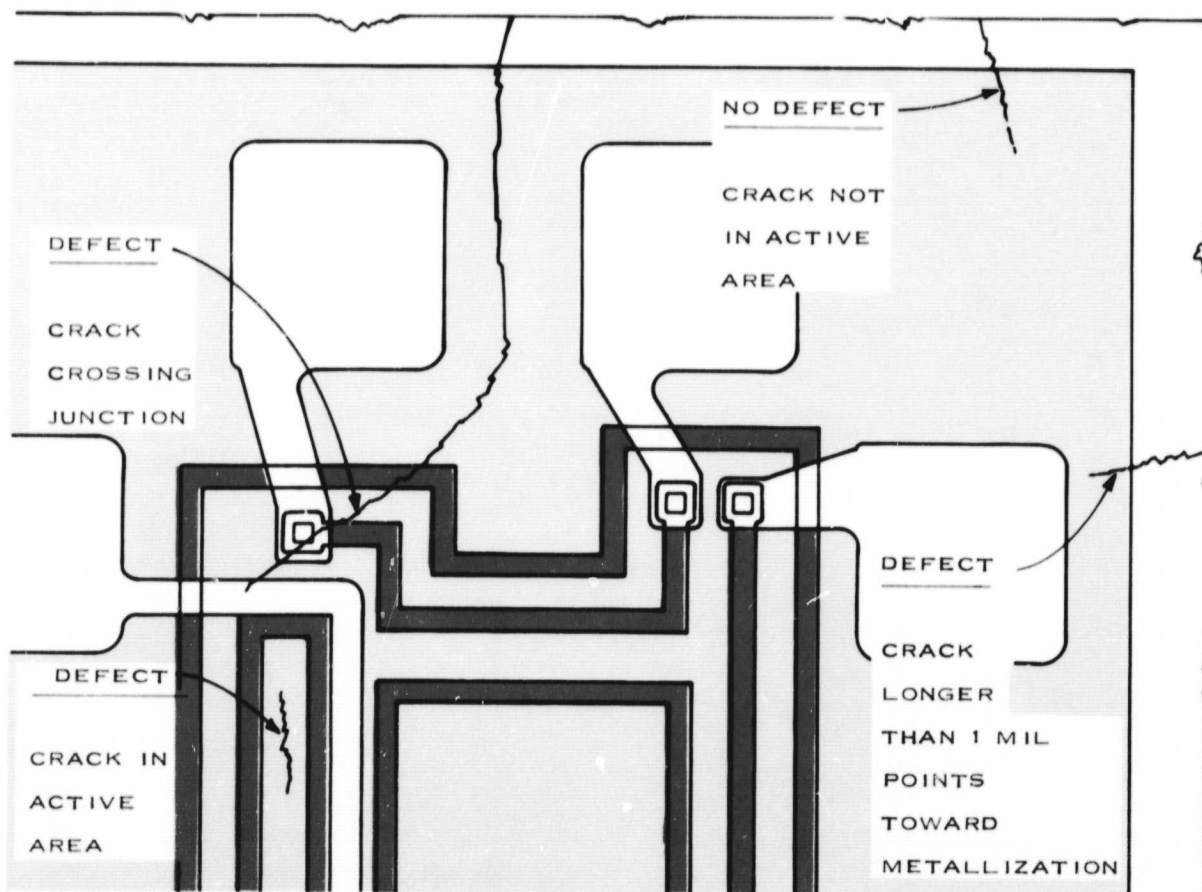 NO DEFECT
CRACK NOT
IN ACTIVE
AREA
DEFECT
CRACK
CROSSING
JUNCTION
DEFECT
CRACK
LONGER
THAN 1 MIL
POINTS
TOWARD
METALLIZATION
DEFECT
CRACK IN
ACTIVE
AREA